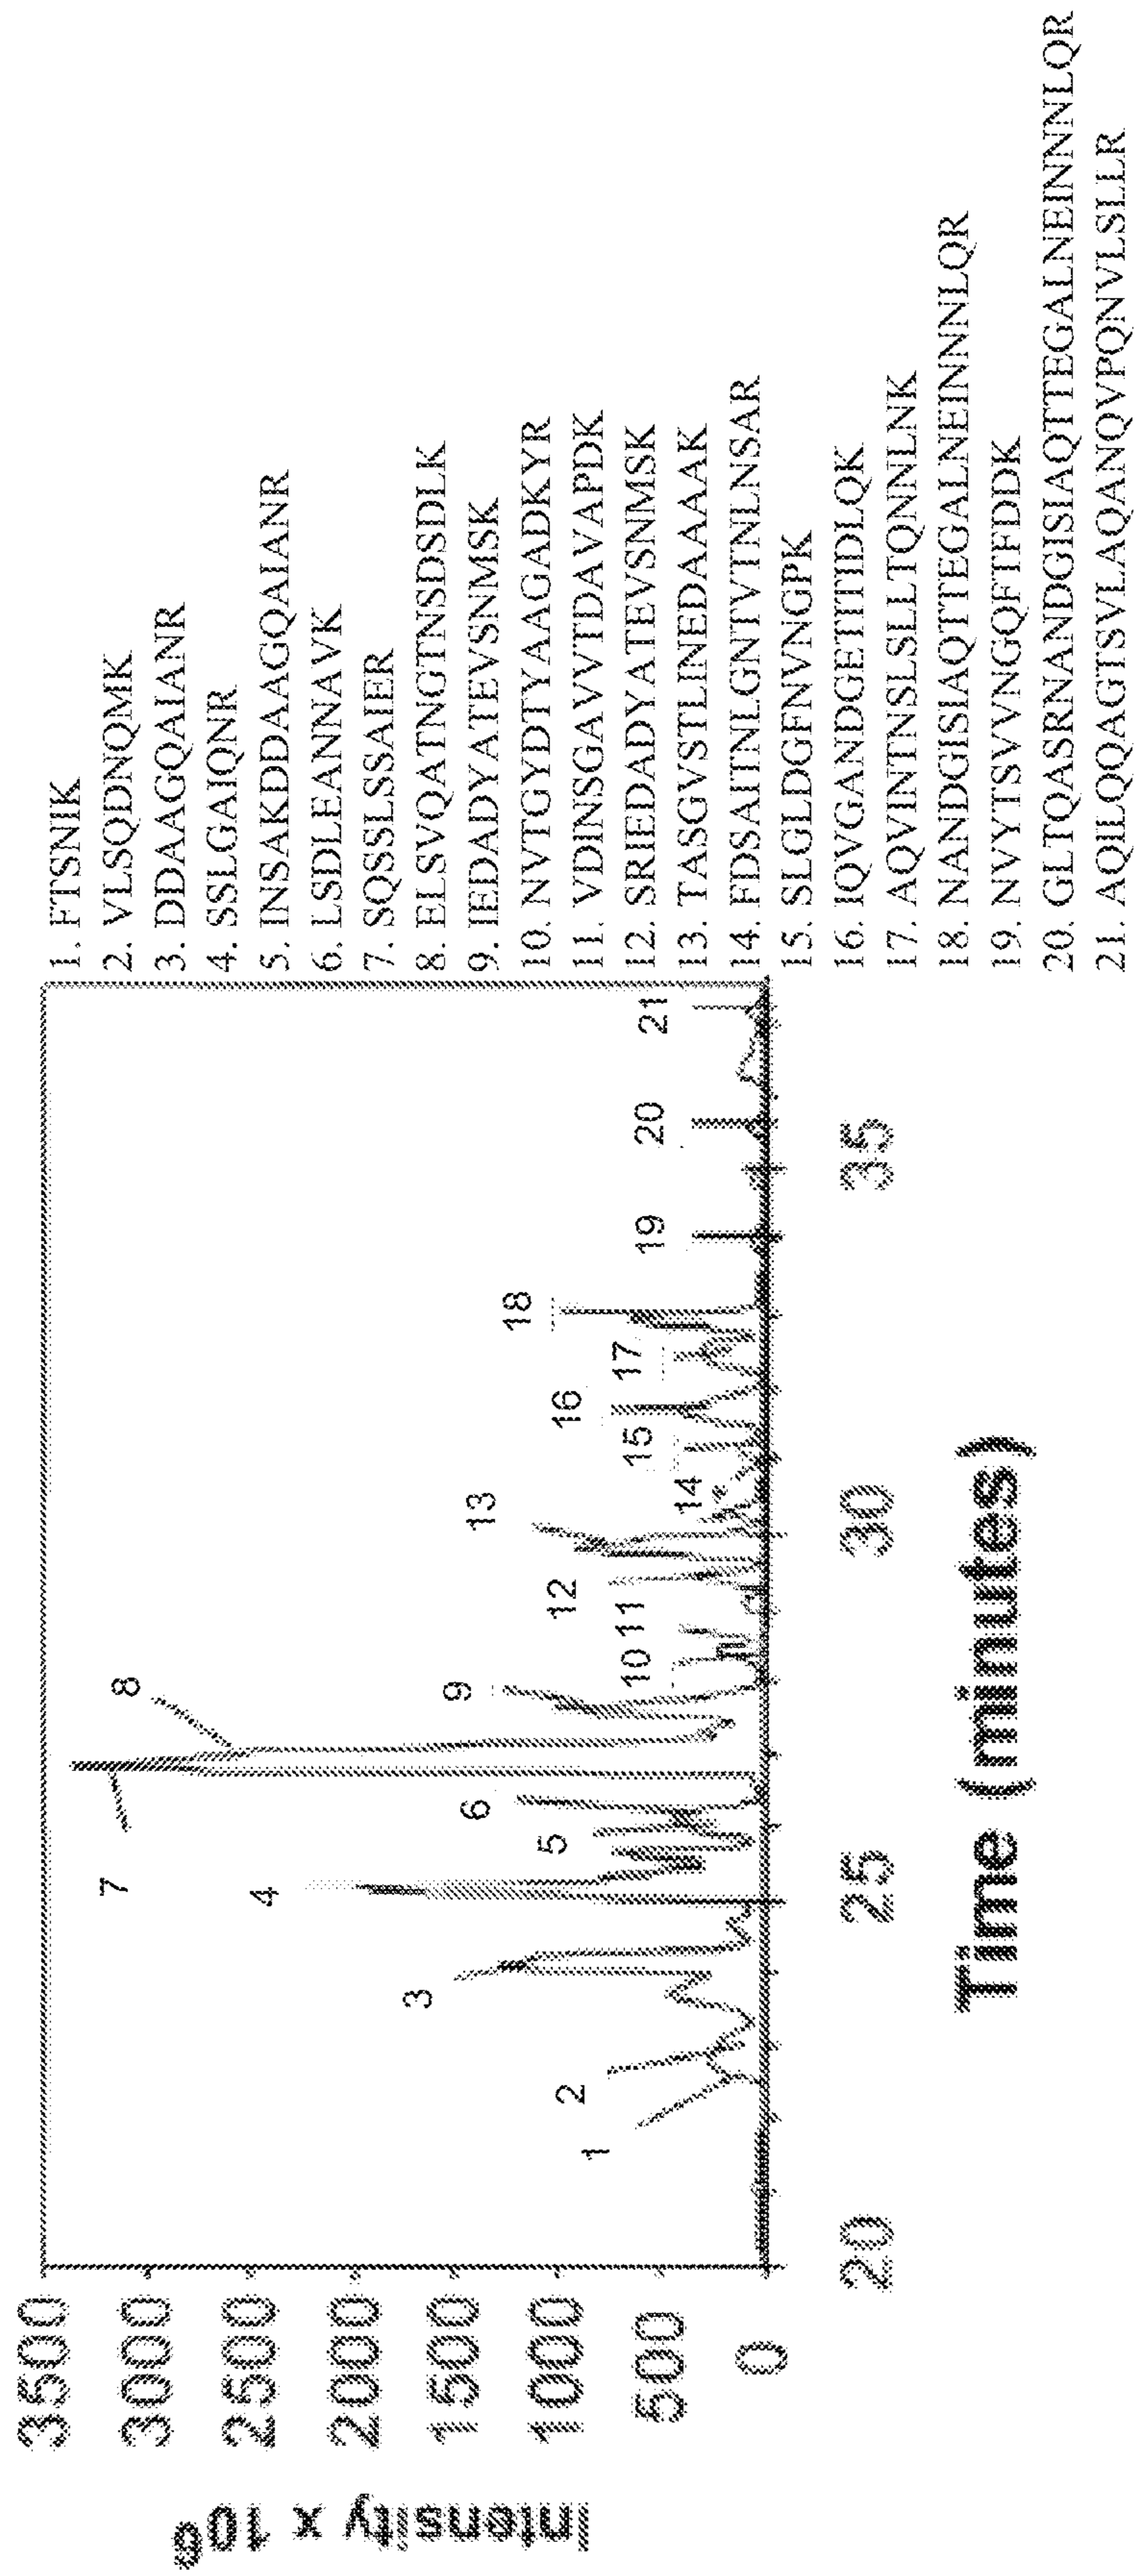 Intensity x 10⁶
3500
3000
2500
2000
1500
1000
500
0
1
2
3
4
5
6
7
8
9
10
11
12
13
14
15
16
17
18
19
20
21
20
25
30
35
Time (minutes)
1. FTSNIK
2. VLSQDNQMK
3. DDAAGQAIANR
4. SSLGAIQNR
5. INSAKDDAAGQAIANR
6. LSDLEANNAVK
7. SQSSLSSAIER
8. ELSVQATNGTNSDSDLK
9. IEDADYATEVSNMSK
10. NVTGYDTYAAGADKYR
11. VDINSGAVVTDAVAPDK
12. SRIEDADYATEVSNMSK
13. TASGVSTLINEDAAAAK
14. FDSAITNLGNTVTNLNSAR
15. SLGLDGFNVNGPK
16. IQVGANDGETITIDLQK
17. AQVINTNSLSLLTQNNLNK
18. NANDGISIAQTTEGALNEINNNLQR
19. NVYTSVVNGQFTFDDK
20. GLTQASRNANDGISIAQTTEGALNEINNNLQR
21. AQILQQAGTSVLAQANQVPQNVLSLLR